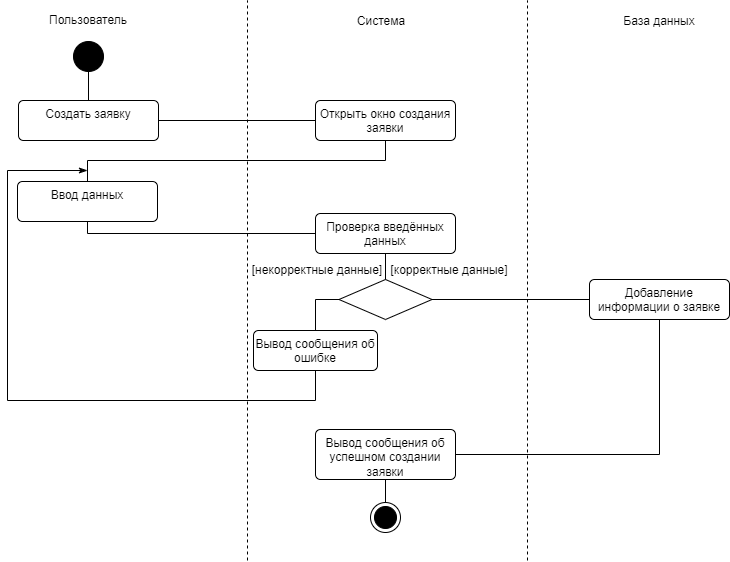 Пользователь
Система
База данных
Создать заявку
Открыть окно создания
заявки
Ввод данных
Проверка введённых
данных
[некорректные данные]
[корректные данные]
Добавление
информации о заявке
Вывод сообщения об
ошибке
Вывод сообщения об
успешном создании
заявки